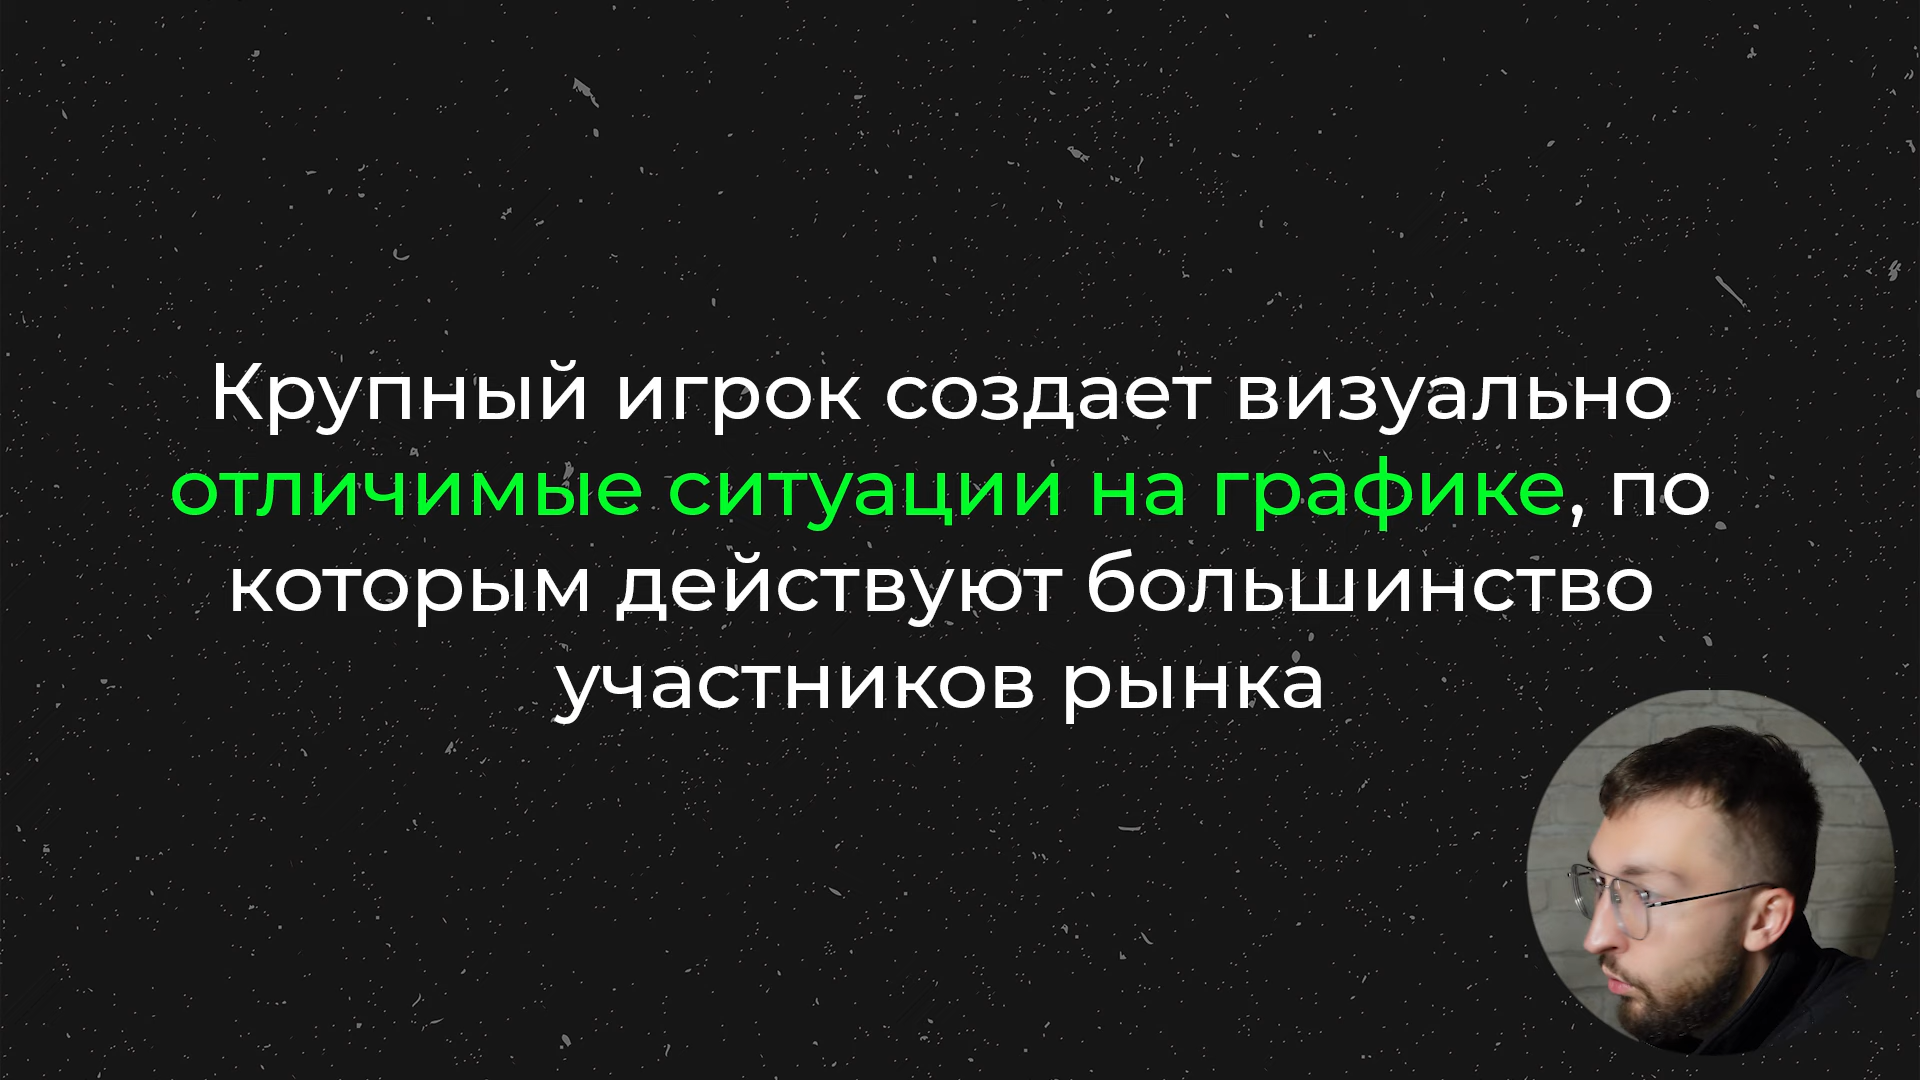 Крупный игрок создает визуально
отличимые ситуации на графике, по
которым действуют большинство
участников рынка